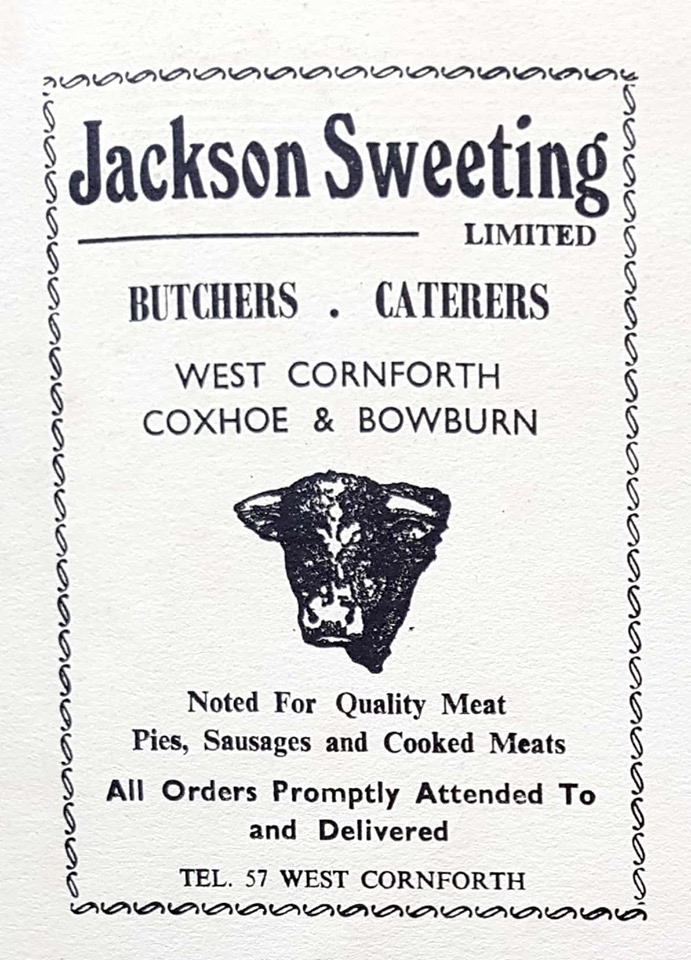 Jackson Sweeting
LIMITED
BUTCHERS . CATERERS
WEST CORNFORTH
COXHOE & BOWBURN
Noted For Quality Meat
Pies, Sausages and Cooked Meats
All Orders Promptly Attended To
and Delivered
TEL. 57 WEST CORNFORTH